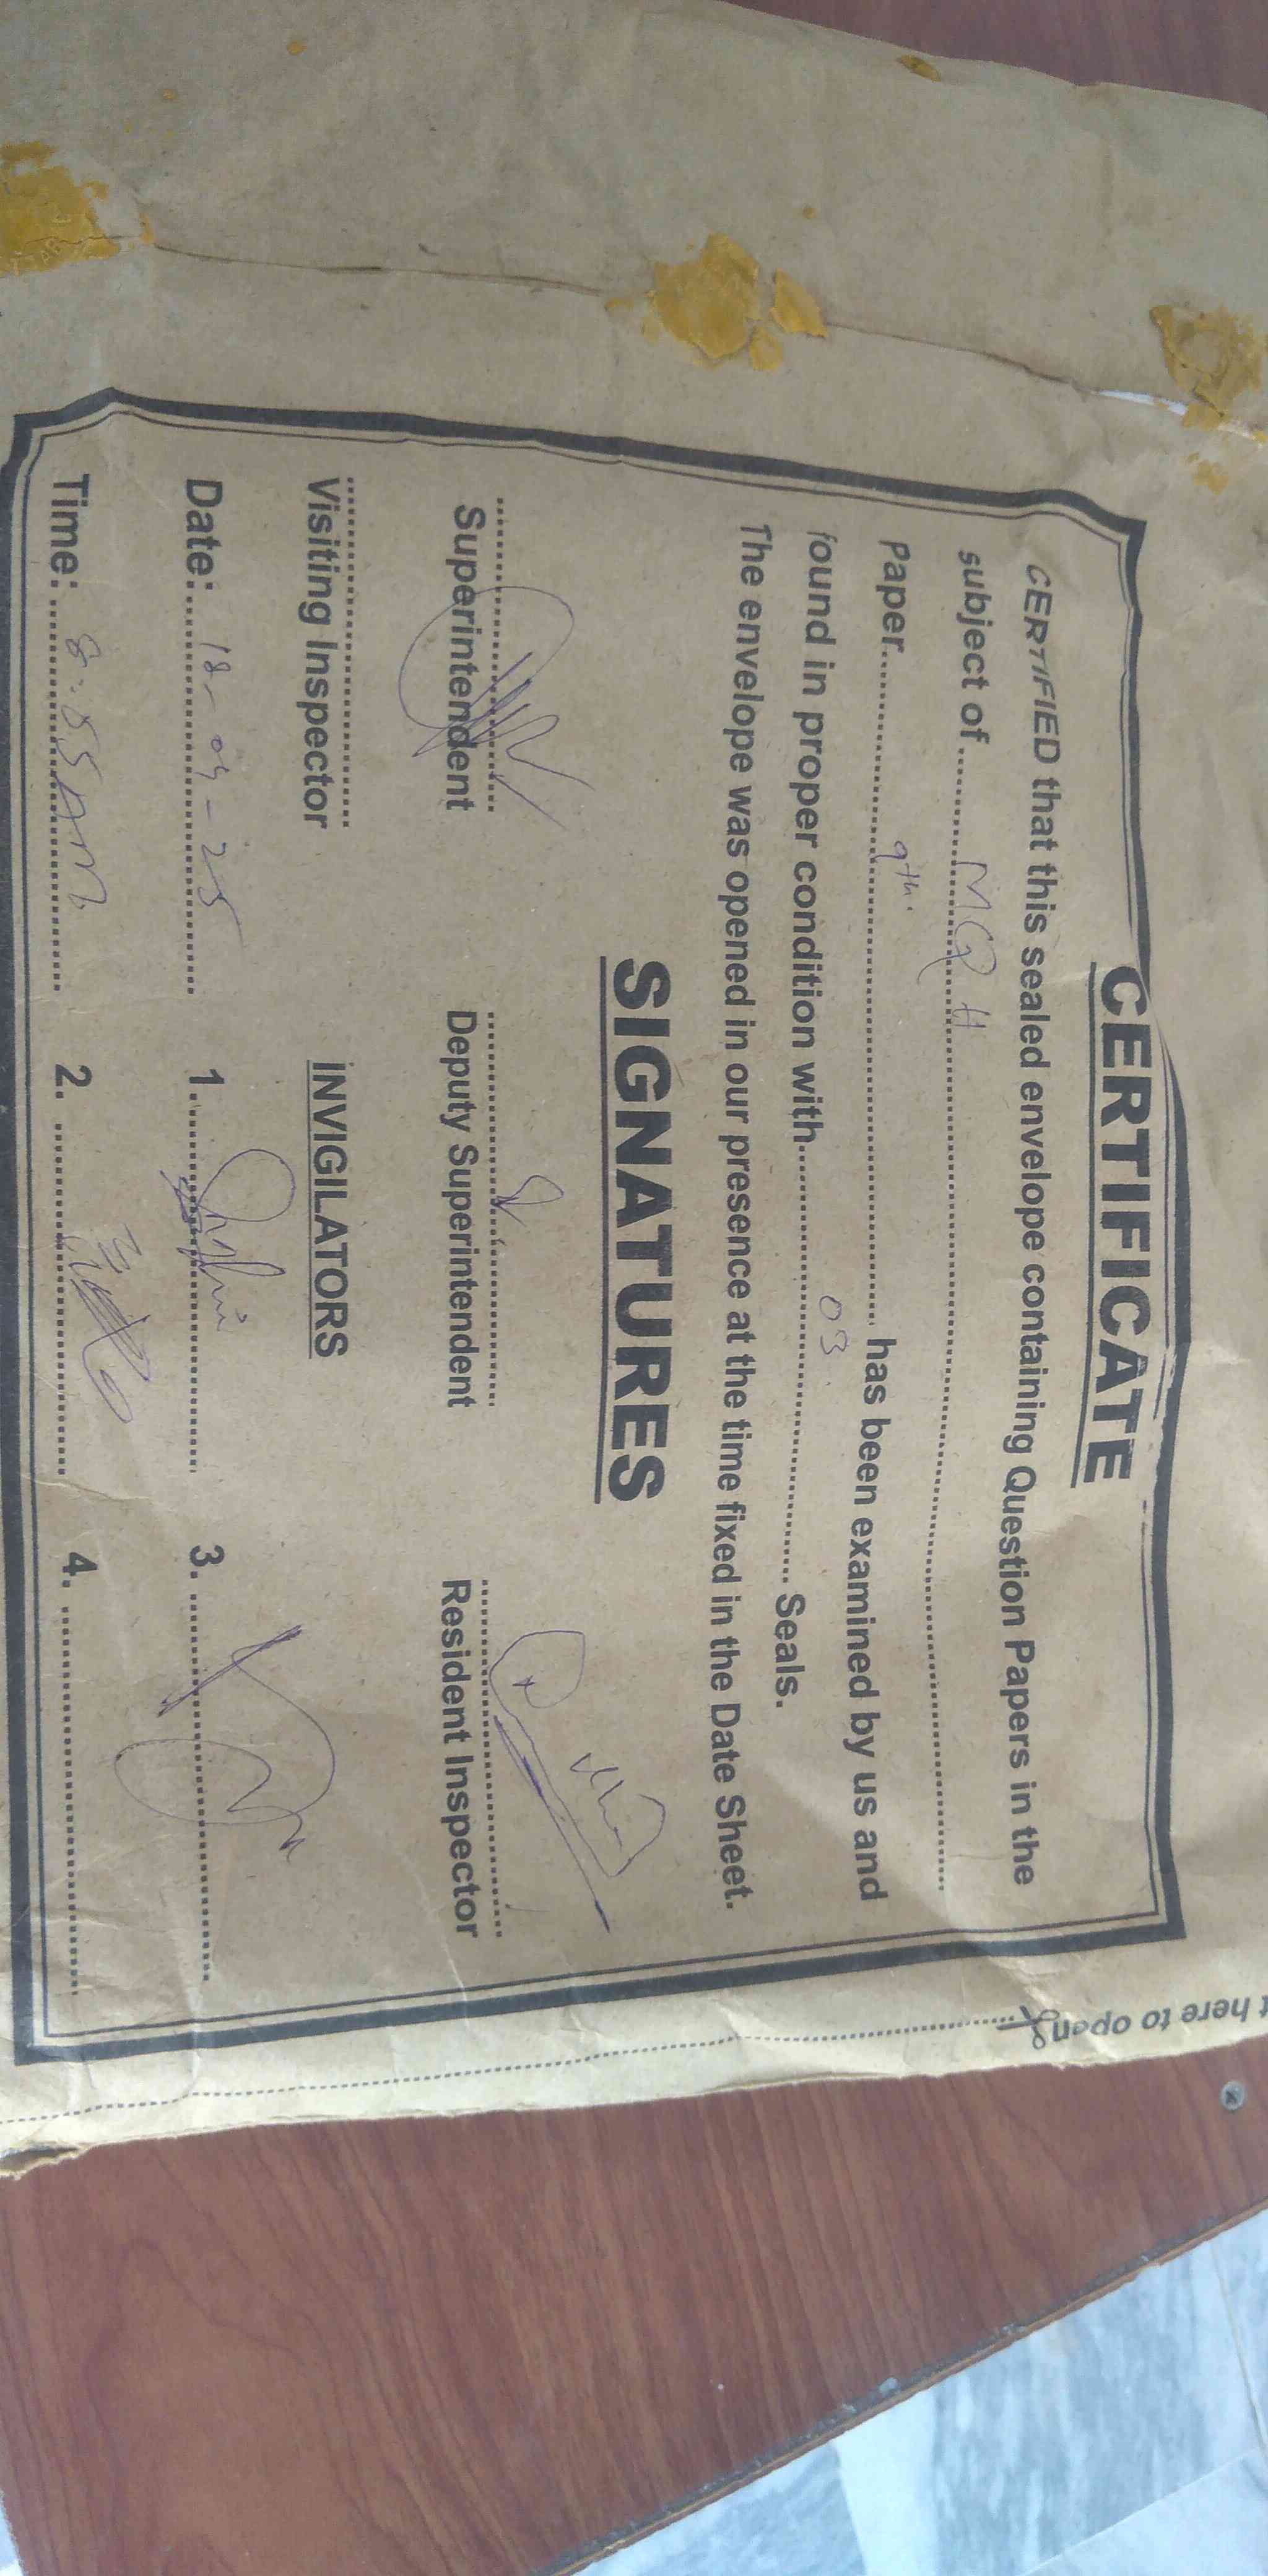 CERTIFICATE
CERTIFIED that this sealed envelope containing Question Papers in the
subject of.......... MCQ H
Paper.......... 9th. .......... has been examined by us and
found in proper condition with.......... 03 .......... Seals.
The envelope was opened in our presence at the time fixed in the Date Sheet.
SIGNATURES
Superintendent Deputy Superintendent Resident Inspector
Visiting Inspector INVIGILATORS
Date: 18-04-25 1. 3.
Time: 8:55 AM. 2. 4.
t here to open